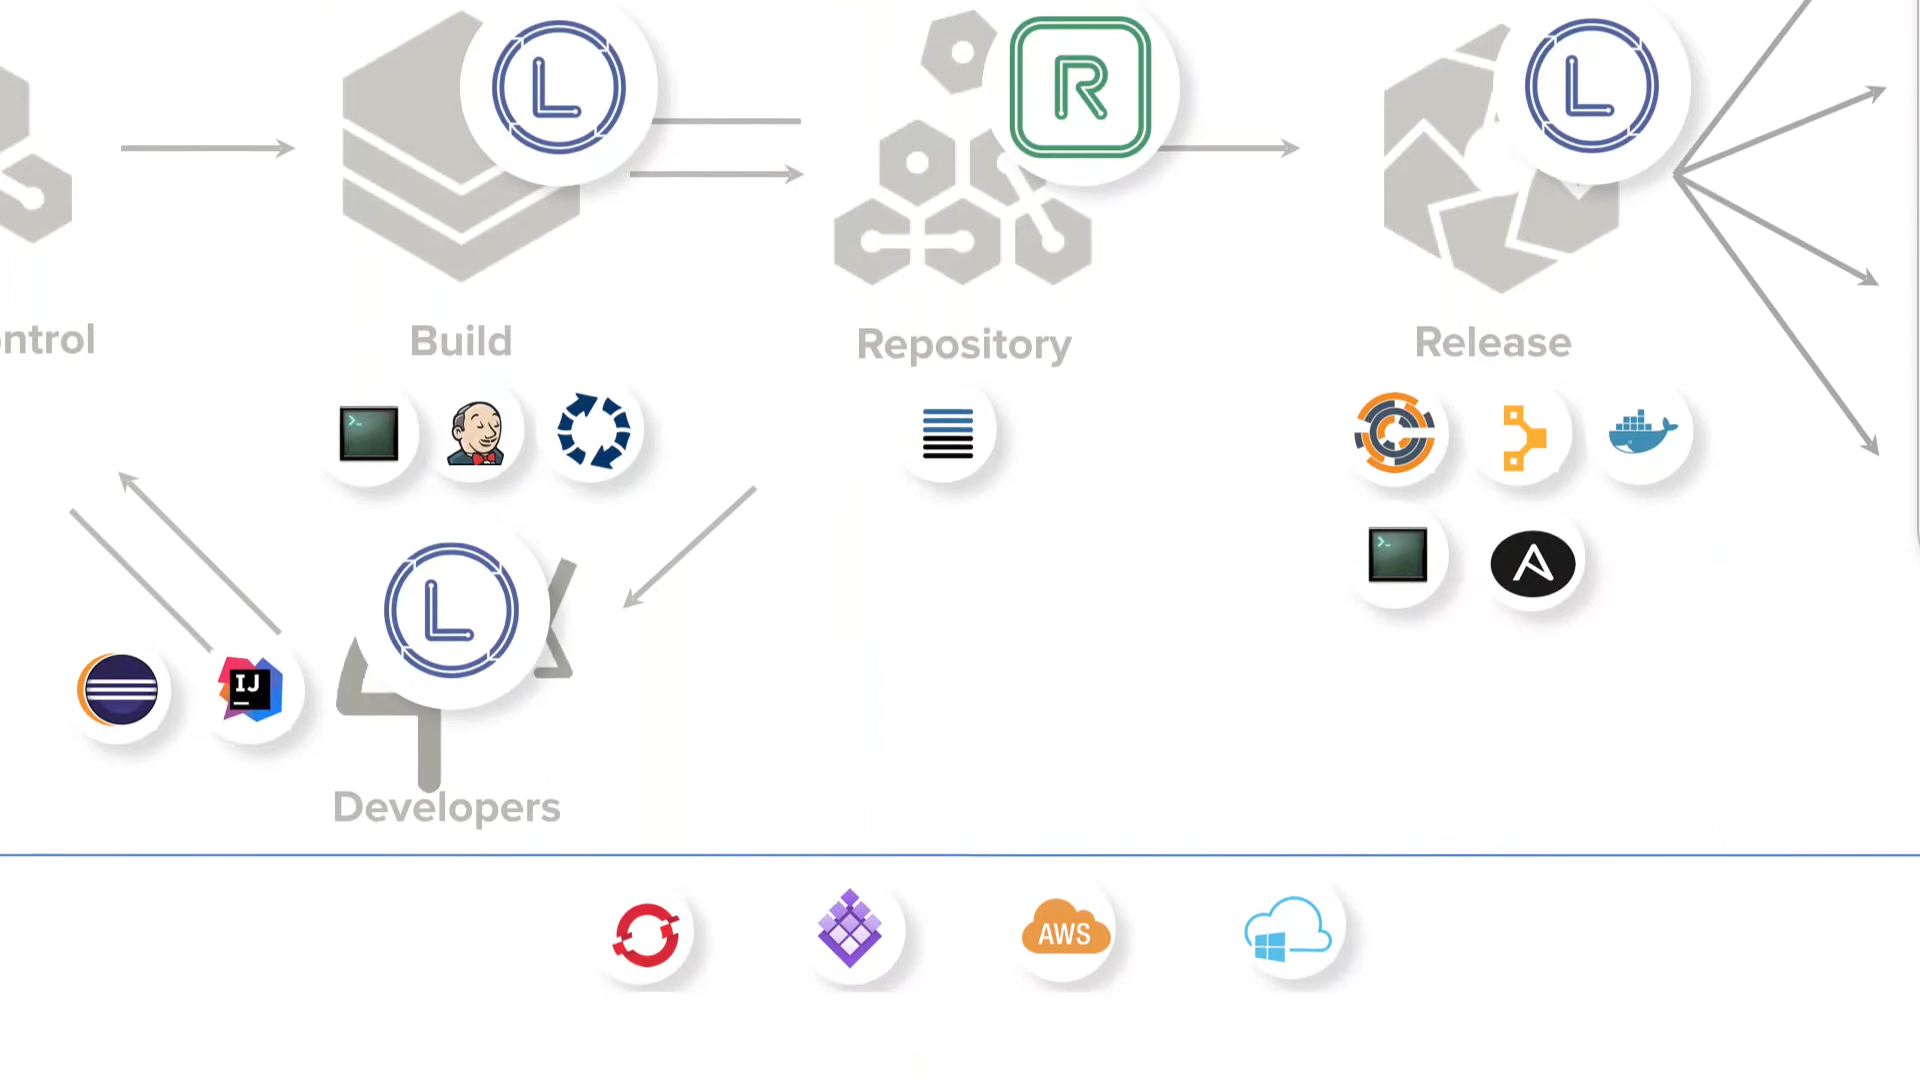 L
R
L
ntrol
Build
Repository
Release
>_
>_
L
IJ
Developers
AWS